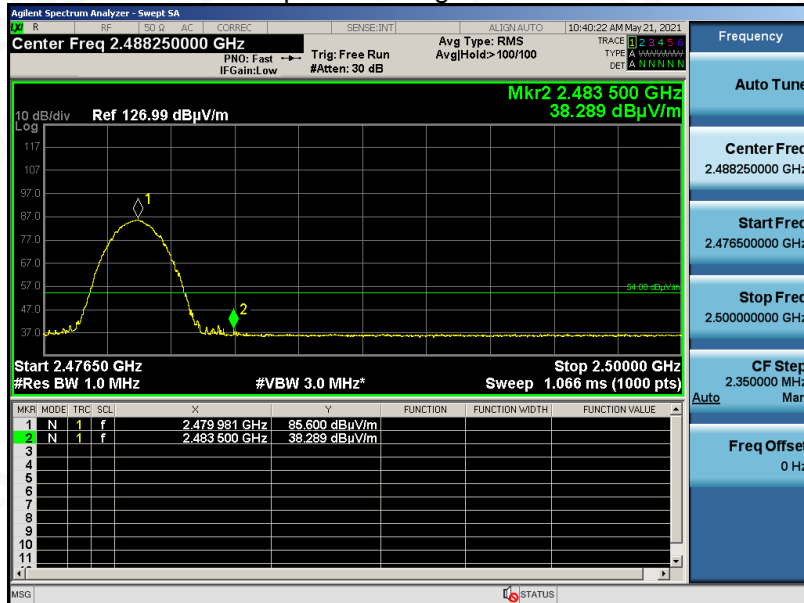 Agilent Spectrum Analyzer - Swept SA
LXI R RF 50 Ω AC CORREC SENSE:INT ALIGN AUTO 10:40:22 AM May 21, 2021
Center Freq 2.488250000 GHz
PNO: Fast
IFGain:Low
Trig: Free Run
#Atten: 30 dB
Avg Type: RMS
Avg|Hold:>100/100
TRACE 1 2 3 4 5 6
TYPE A WWWWW
DET A N N N N N
Mkr2 2.483 500 GHz
38.289 dBµV/m
10 dB/div Ref 126.99 dBµV/m
Log
117
107
97.0
87.0
77.0
67.0
57.0
47.0
37.0
1
2
54.00 dBµV/m
Start 2.47650 GHz Stop 2.50000 GHz
#Res BW 1.0 MHz #VBW 3.0 MHz* Sweep 1.066 ms (1000 pts)
MKR MODE TRC SCL X Y FUNCTION FUNCTION WIDTH FUNCTION VALUE
1 N 1 f 2.479 981 GHz 85.600 dBµV/m
2 N 1 f 2.483 500 GHz 38.289 dBµV/m
3
4
5
6
7
8
9
10
11
MSG STATUS
Frequency
Auto Tune
Center Freq
2.488250000 GHz
Start Freq
2.476500000 GHz
Stop Freq
2.500000000 GHz
CF Step
2.350000 MHz
Auto Man
Freq Offset
0 Hz